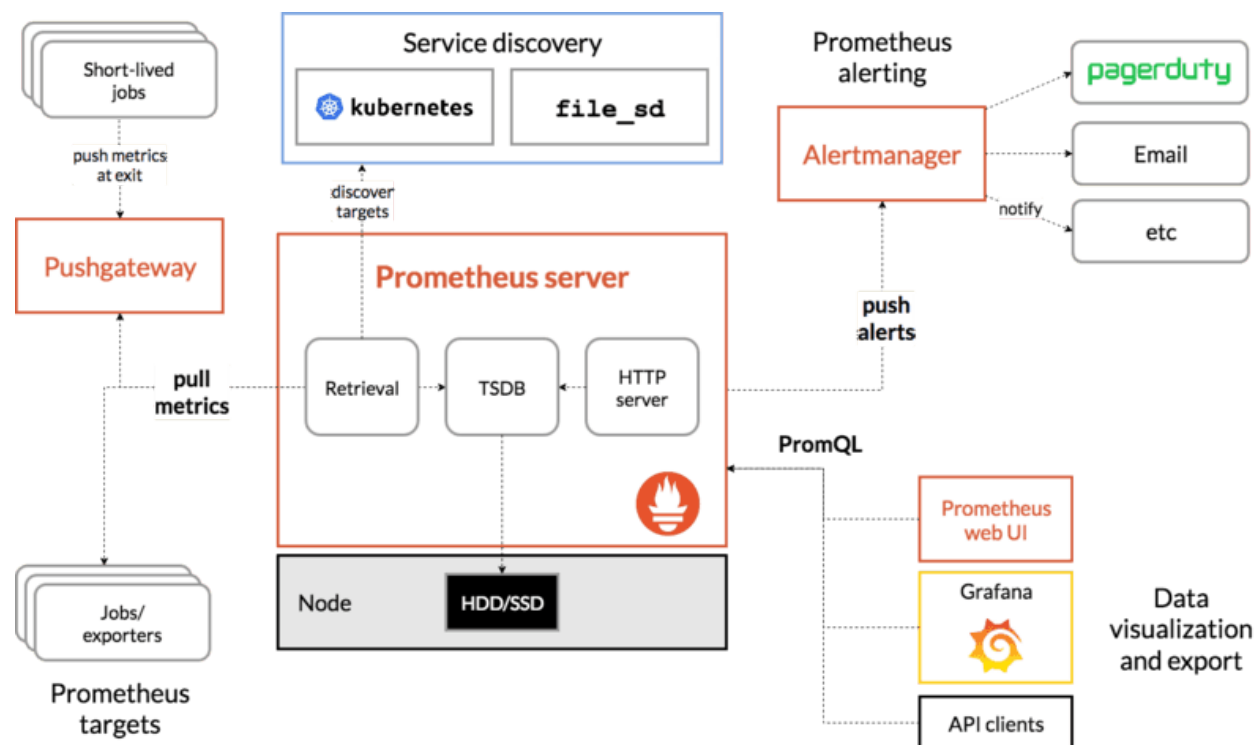 Short-lived
jobs
push metrics
at exit
Pushgateway
pull
metrics
Jobs/
exporters
Prometheus
targets
Service discovery
kubernetes
file_sd
discover
targets
Prometheus server
Retrieval
TSDB
HTTP
server
Node
HDD/SSD
Prometheus
alerting
Alertmanager
pagerduty
Email
notify
etc
push
alerts
PromQL
Prometheus
web UI
Grafana
API clients
Data
visualization
and export